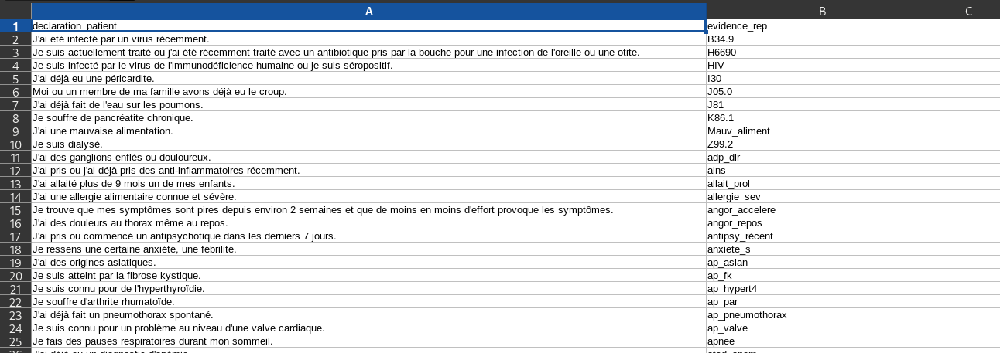 A B C
1 declaration_patient evidence_rep
2 J'ai été infecté par un virus récemment. B34.9
3 Je suis actuellement traité ou j'ai été récemment traité avec un antibiotique pris par la bouche pour une infection de l'oreille ou une otite. H6690
4 Je suis infecté par le virus de l'immunodéficience humaine ou je suis séropositif. HIV
5 J'ai déjà eu une péricardite. I30
6 Moi ou un membre de ma famille avons déjà eu le croup. J05.0
7 J'ai déjà fait de l'eau sur les poumons. J81
8 Je souffre de pancréatite chronique. K86.1
9 J'ai une mauvaise alimentation. Mauv_aliment
10 Je suis dialysé. Z99.2
11 J'ai des ganglions enflés ou douloureux. adp_dlr
12 J'ai pris ou j'ai déjà pris des anti-inflammatoires récemment. ains
13 J'ai allaité plus de 9 mois un de mes enfants. allait_prol
14 J'ai une allergie alimentaire connue et sévère. allergie_sev
15 Je trouve que mes symptômes sont pires depuis environ 2 semaines et que de moins en moins d'effort provoque les symptômes. angor_accelere
16 J'ai des douleurs au thorax même au repos. angor_repos
17 J'ai pris ou commencé un antipsychotique dans les derniers 7 jours. antipsy_récent
18 Je ressens une certaine anxiété, une fébrilité. anxiete_s
19 J'ai des origines asiatiques. ap_asian
20 Je suis atteint par la fibrose kystique. ap_fk
21 Je suis connu pour de l'hyperthyroïdie. ap_hypert4
22 Je souffre d'arthrite rhumatoïde. ap_par
23 J'ai déjà fait un pneumothorax spontané. ap_pneumothorax
24 Je suis connu pour un problème au niveau d'une valve cardiaque. ap_valve
25 Je fais des pauses respiratoires durant mon sommeil. apnee